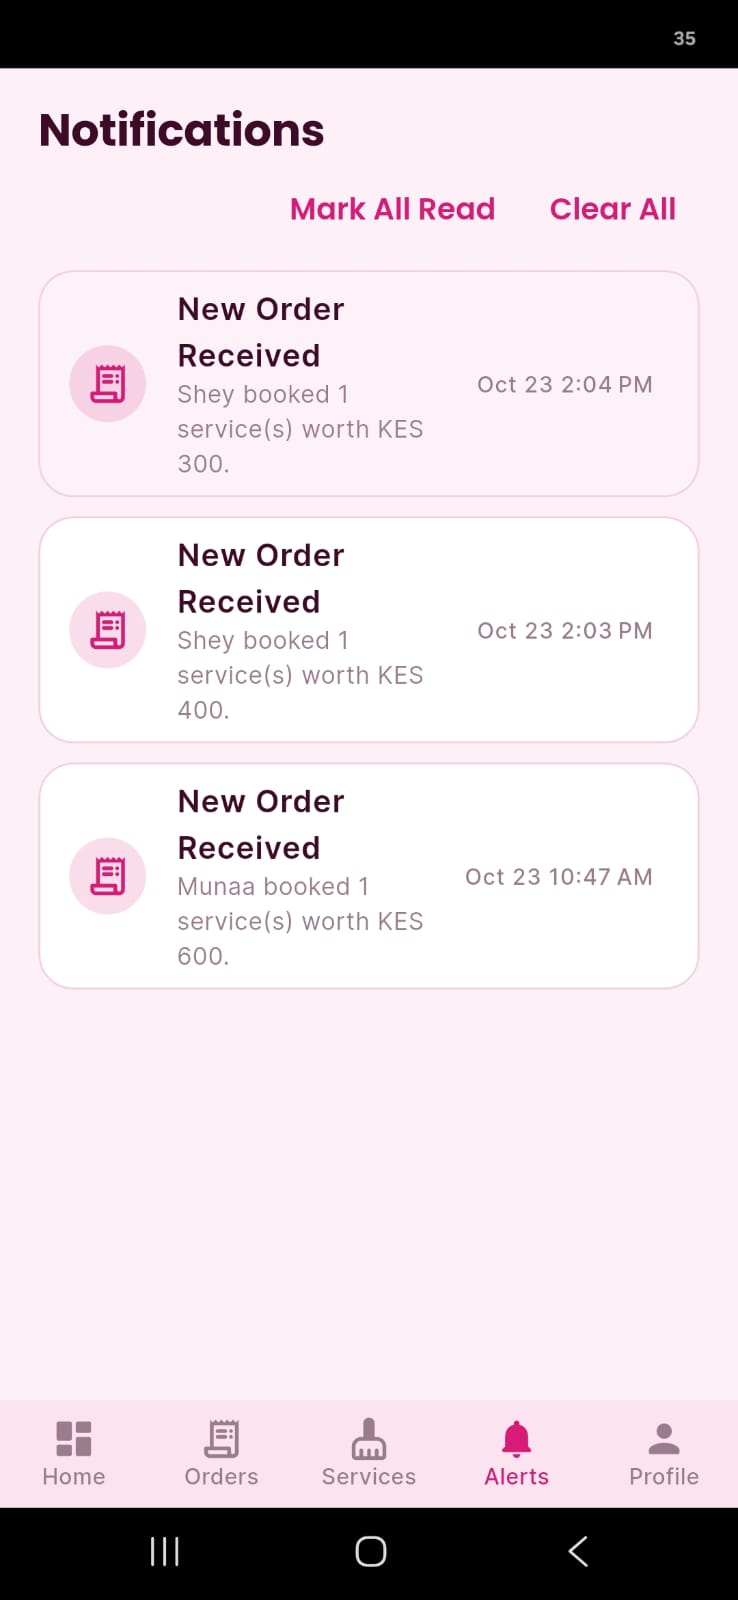 35
Notifications
Mark All Read Clear All
New Order
Received
Shey booked 1
service(s) worth KES
300.
Oct 23 2:04 PM
New Order
Received
Shey booked 1
service(s) worth KES
400.
Oct 23 2:03 PM
New Order
Received
Munaa booked 1
service(s) worth KES
600.
Oct 23 10:47 AM
Home Orders Services Alerts Profile